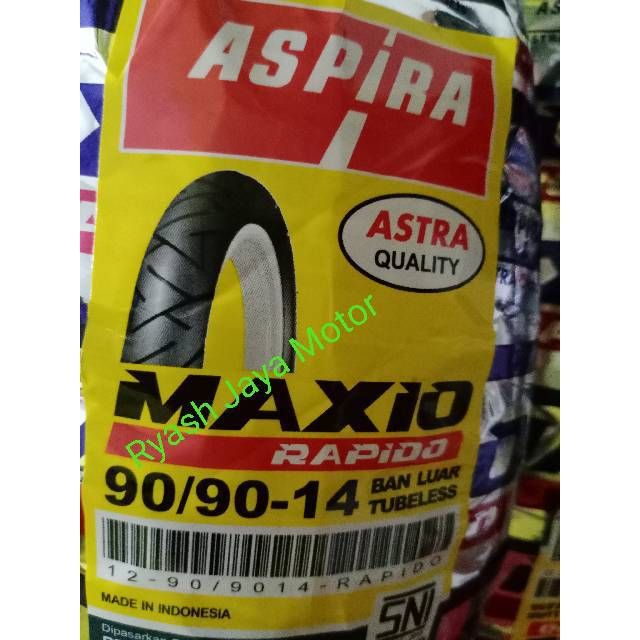 ASPIRA
ASTRA
QUALITY
Ryash Jaya Motor
MAXIO
RAPIDO
90/90-14
BAN LUAR
TUBELESS
12-90/9014-RAPIDO
MADE IN INDONESIA
SNI
Dipasarkan